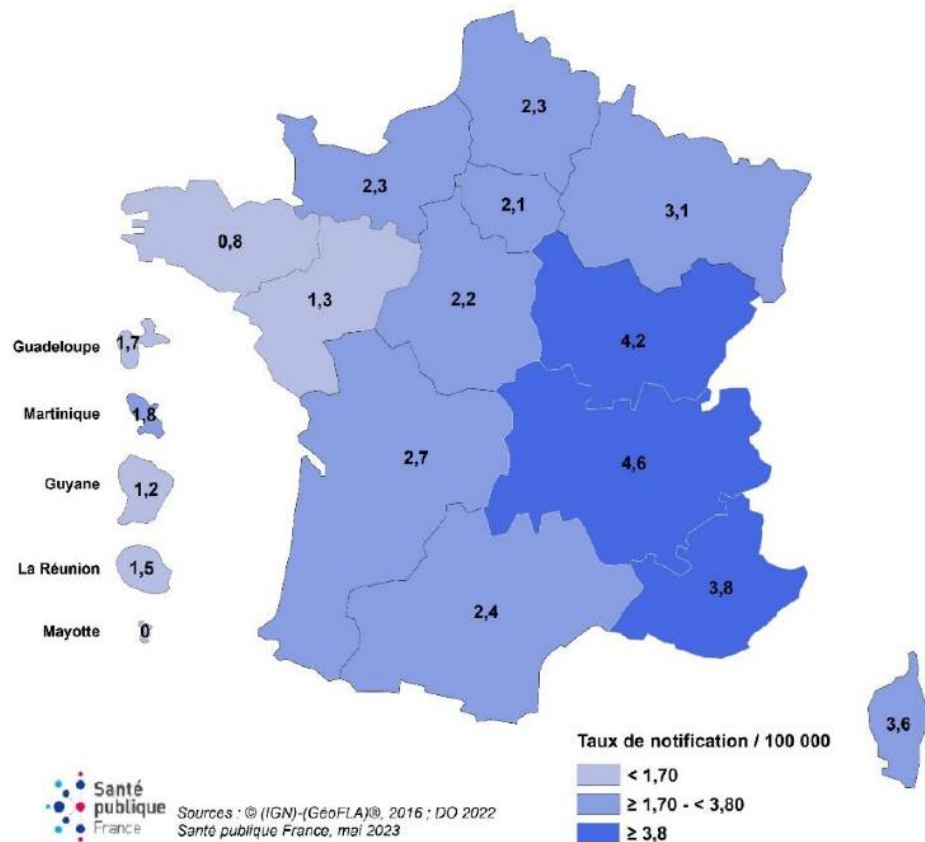 2,3
2,3
2,1
3,1
0,8
1,3
2,2
4,2
Guadeloupe 1,7
Martinique 1,8
2,7
4,6
Guyane 1,2
La Réunion 1,5
3,8
2,4
Mayotte 0
3,6
Taux de notification / 100 000
< 1,70
≥ 1,70 - < 3,80
≥ 3,8
Santé
publique
France
Sources : © (IGN)-(GéoFLA)®, 2016 ; DO 2022
Santé publique France, mai 2023